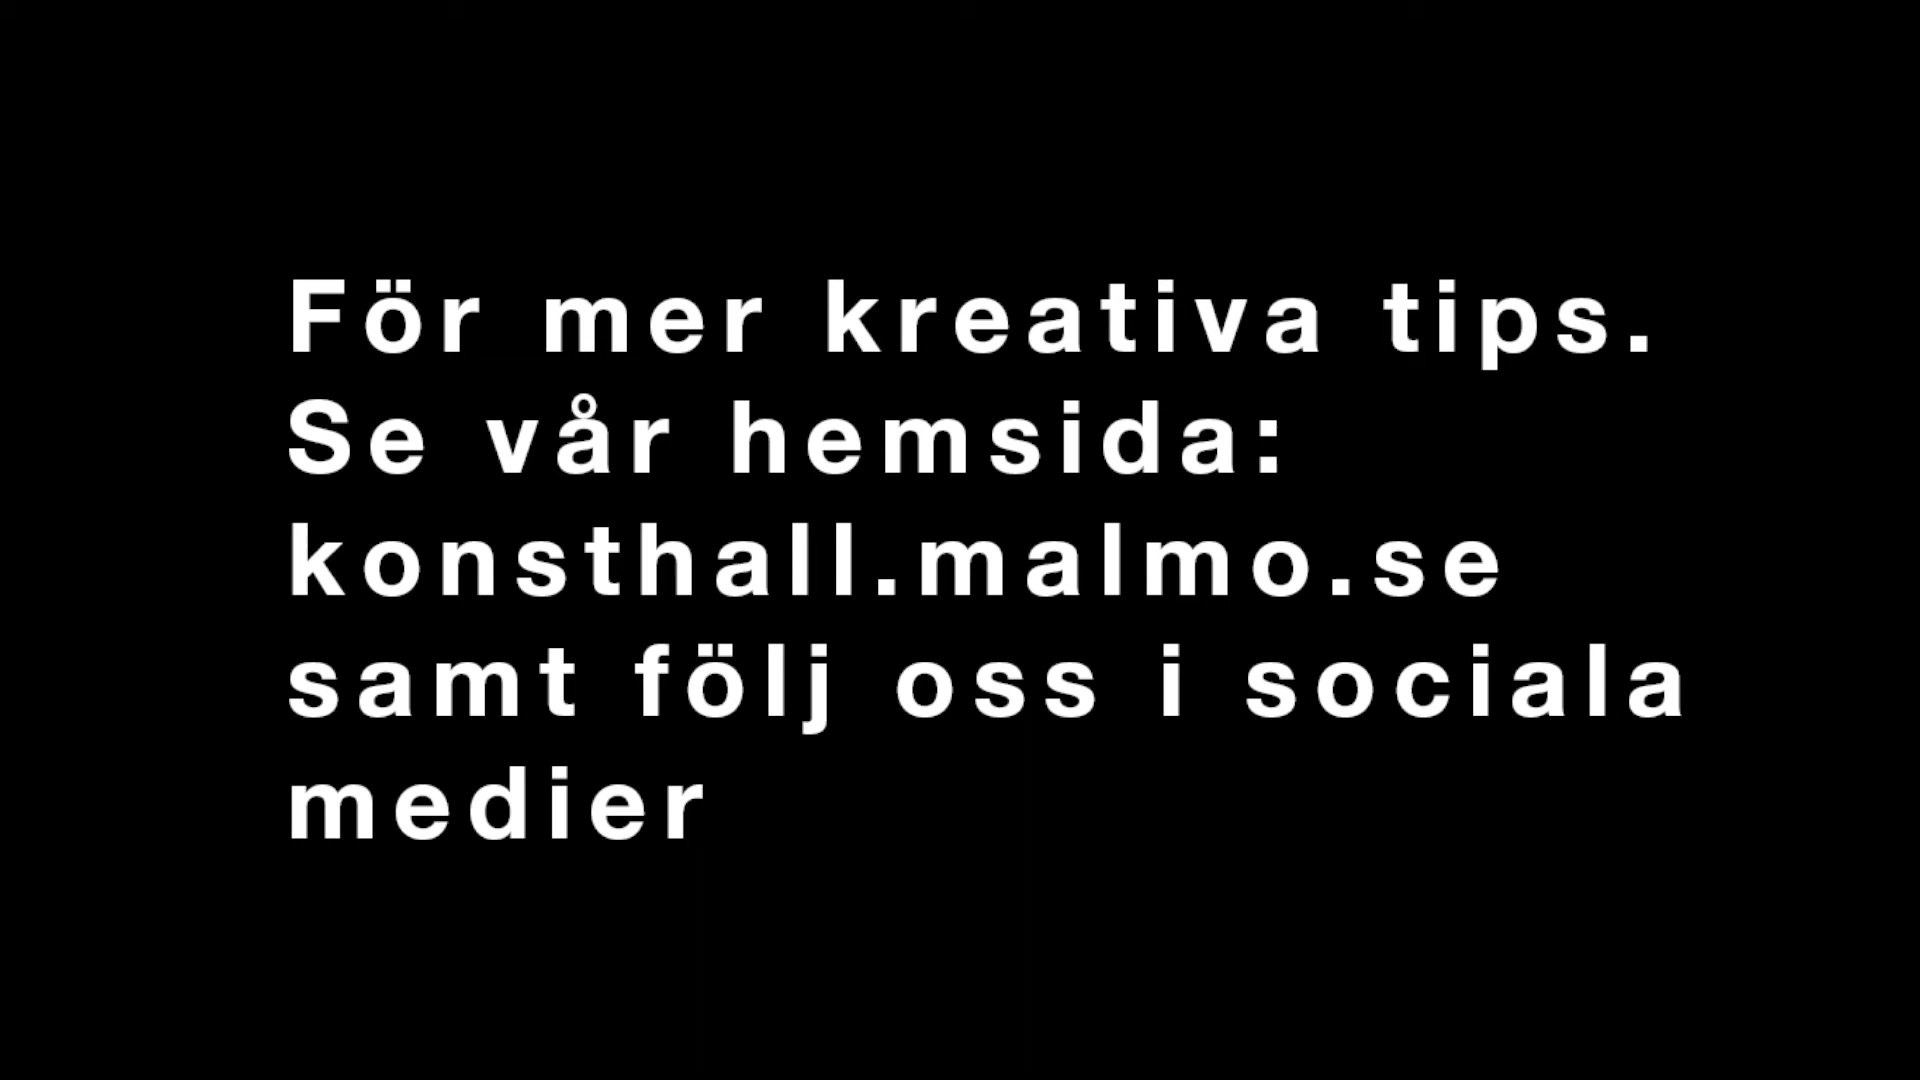 För mer kreativa tips.
Se vår hemsida:
konsthall.malmo.se
samt följ oss i sociala
medier